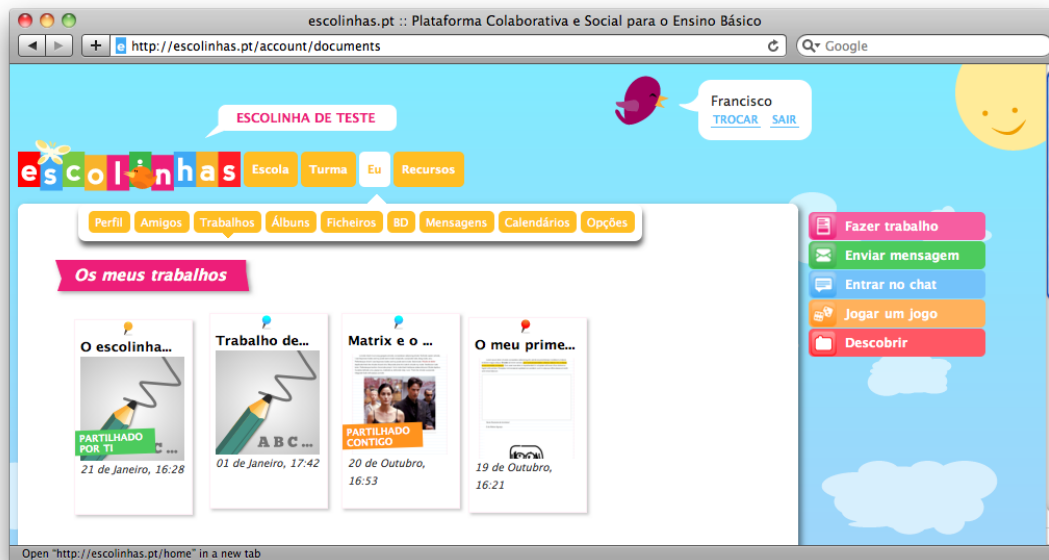 escolinhas.pt :: Plataforma Colaborativa e Social para o Ensino Básico
http://escolinhas.pt/account/documents
Google
Francisco
TROCAR SAIR
ESCOLINHA DE TESTE
escolinhas
Escola Turma Eu Recursos
Perfil Amigos Trabalhos Álbuns Ficheiros BD Mensagens Calendários Opções
Fazer trabalho
Enviar mensagem
Entrar no chat
Jogar um jogo
Descobrir
Os meus trabalhos
O escolinha...
PARTILHADO
POR TI
C ...
21 de Janeiro, 16:28
Trabalho de...
A B C ...
01 de Janeiro, 17:42
Matrix e o ...
PARTILHADO
CONTIGO
20 de Outubro,
16:53
O meu prime...
19 de Outubro,
16:21
Open "http://escolinhas.pt/home" in a new tab